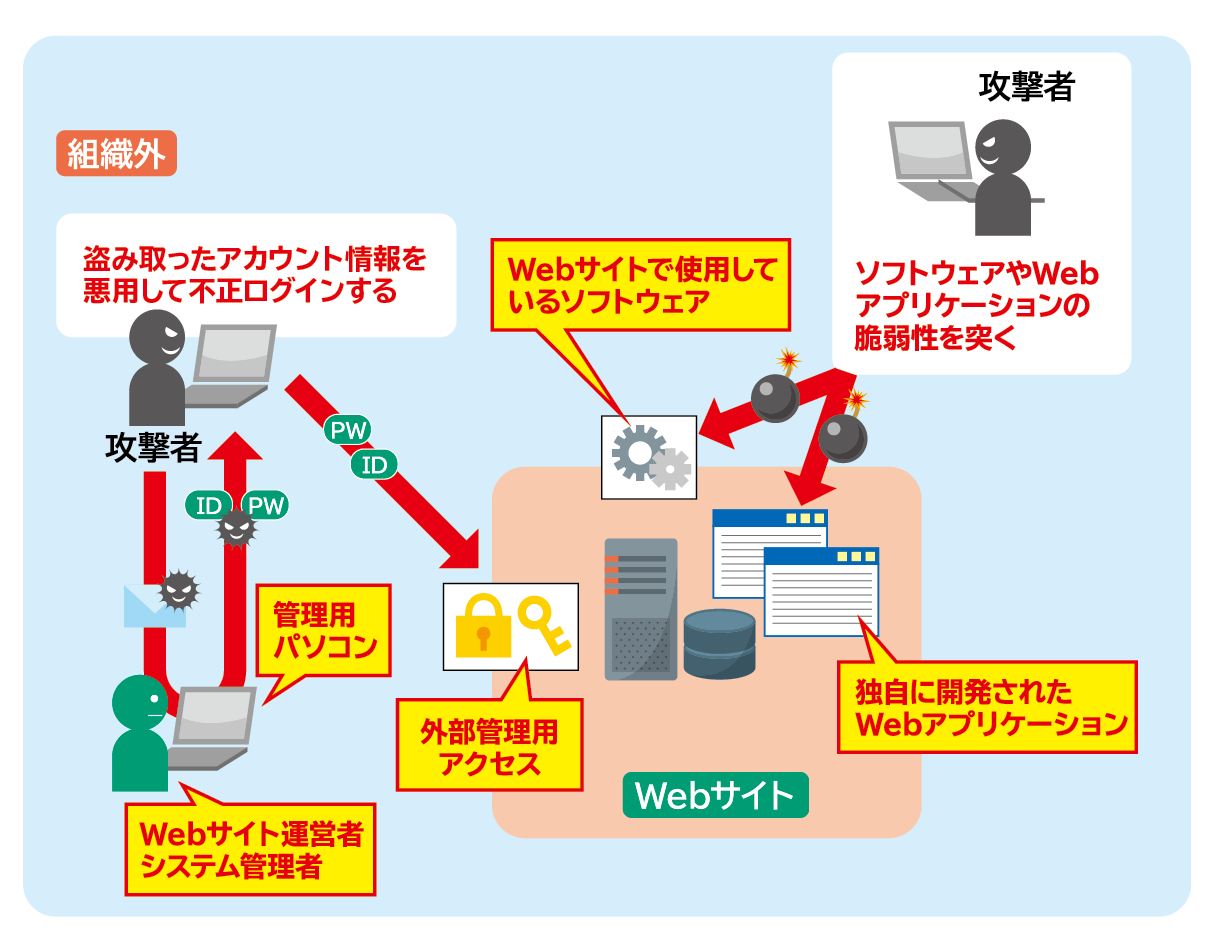 組織外
攻撃者
ソフトウェアやWeb
アプリケーションの
脆弱性を突く
盗み取ったアカウント情報を
悪用して不正ログインする
攻撃者
Webサイトで使用して
いるソフトウェア
PW
ID
ID
PW
管理用
パソコン
外部管理用
アクセス
独自に開発された
Webアプリケーション
Webサイト
Webサイト運営者
システム管理者